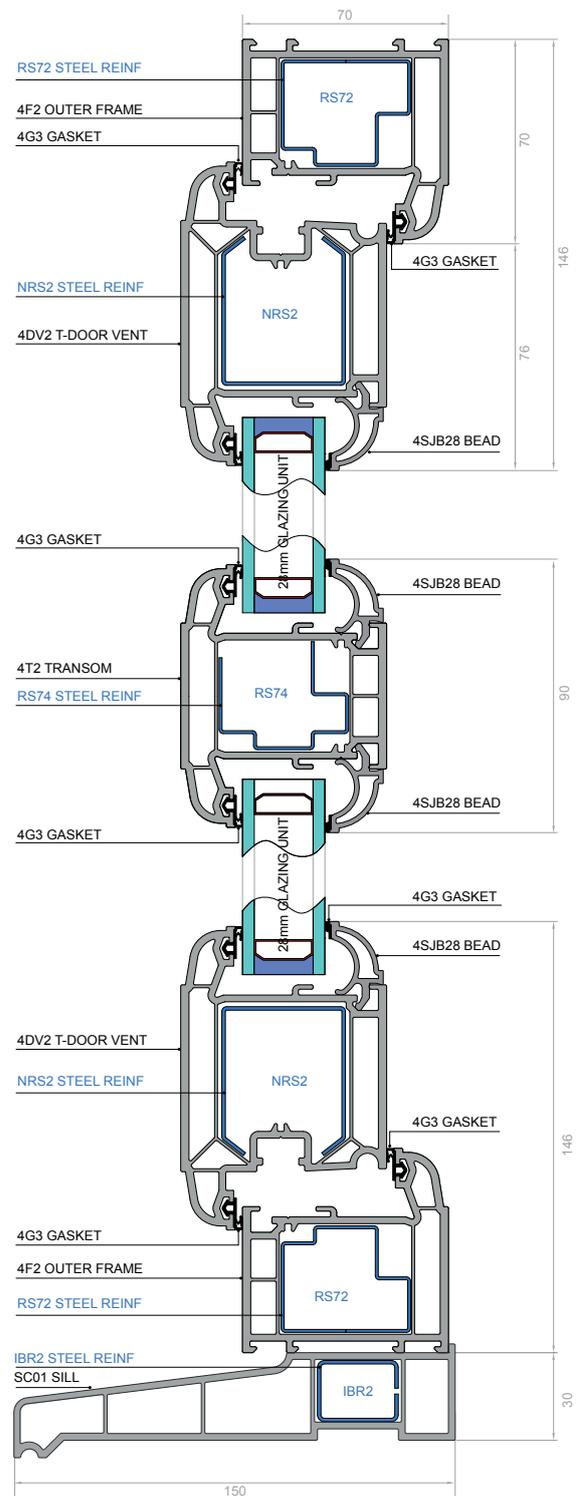 70
RS72 STEEL REINF
RS72
4F2 OUTER FRAME
4G3 GASKET
70
146
4G3 GASKET
NRS2 STEEL REINF
NRS2
4DV2 T-DOOR VENT
76
4SJB28 BEAD
28mm GLAZING UNIT
4G3 GASKET
4SJB28 BEAD
4T2 TRANSOM
RS74 STEEL REINF
RS74
90
4SJB28 BEAD
4G3 GASKET
28mm GLAZING UNIT
4G3 GASKET
4SJB28 BEAD
4DV2 T-DOOR VENT
NRS2 STEEL REINF
NRS2
4G3 GASKET
146
4G3 GASKET
4F2 OUTER FRAME
RS72 STEEL REINF
RS72
IBR2 STEEL REINF
SC01 SILL
IBR2
30
150